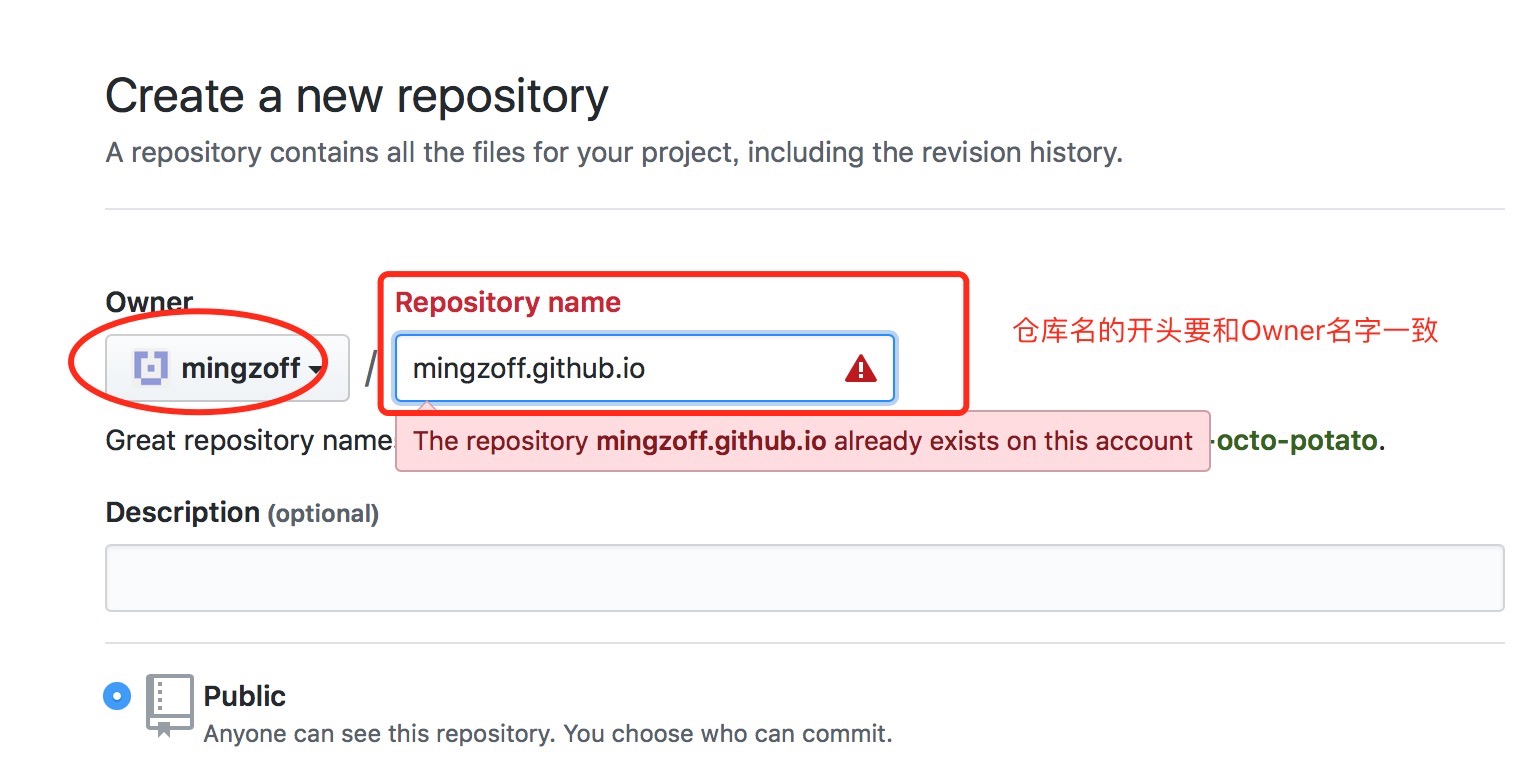 Create a new repository
A repository contains all the files for your project, including the revision history.
Owner
Repository name
mingzoff
/
mingzoff.github.io
仓库名的开头要和Owner名字一致
Great repository names
The repository mingzoff.github.io already exists on this account
-octo-potato.
Description (optional)
Public
Anyone can see this repository. You choose who can commit.